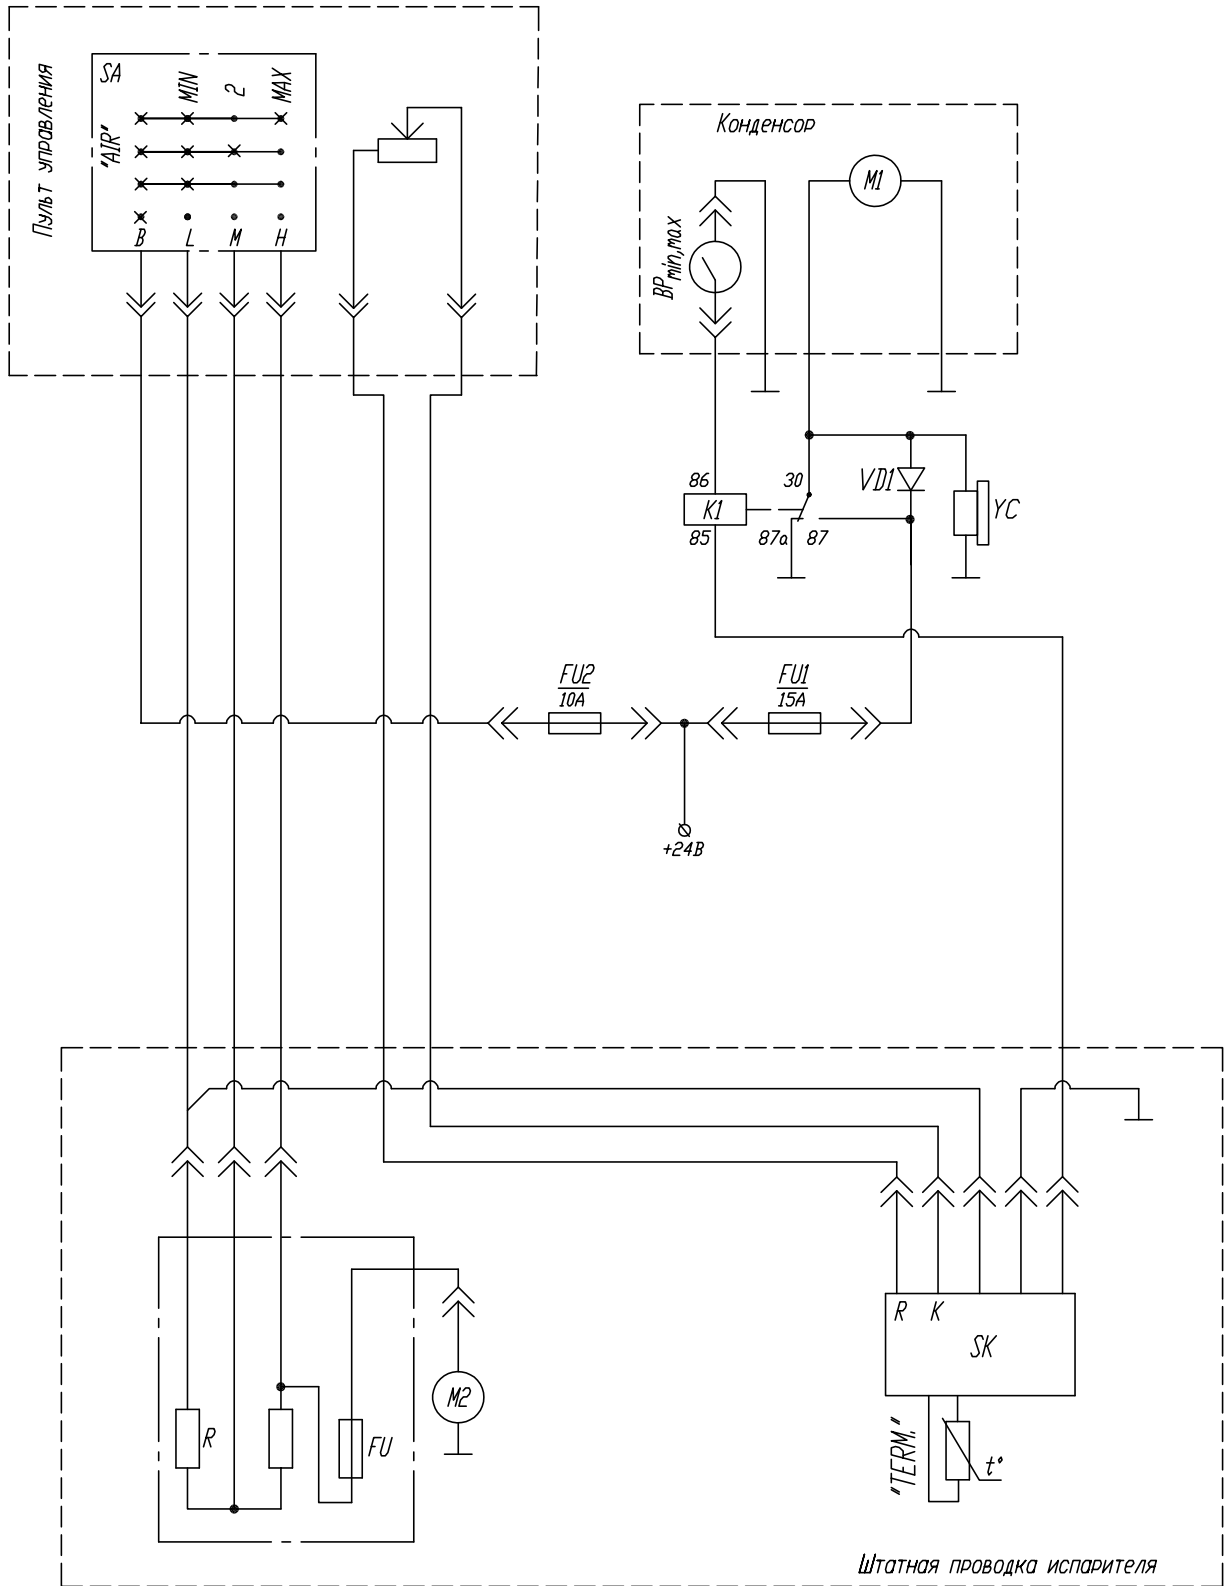 Пульт управления
SA
MIN
2
MAX
"AIR"
B L M H
Конденсор
M1
BPmin,max
86
30
VD1
K1
YC
85
87a
87
FU2
10A
FU1
15A
+24В
R K
SK
M2
R
FU
"TERM."
t°
Штатная проводка испарителя